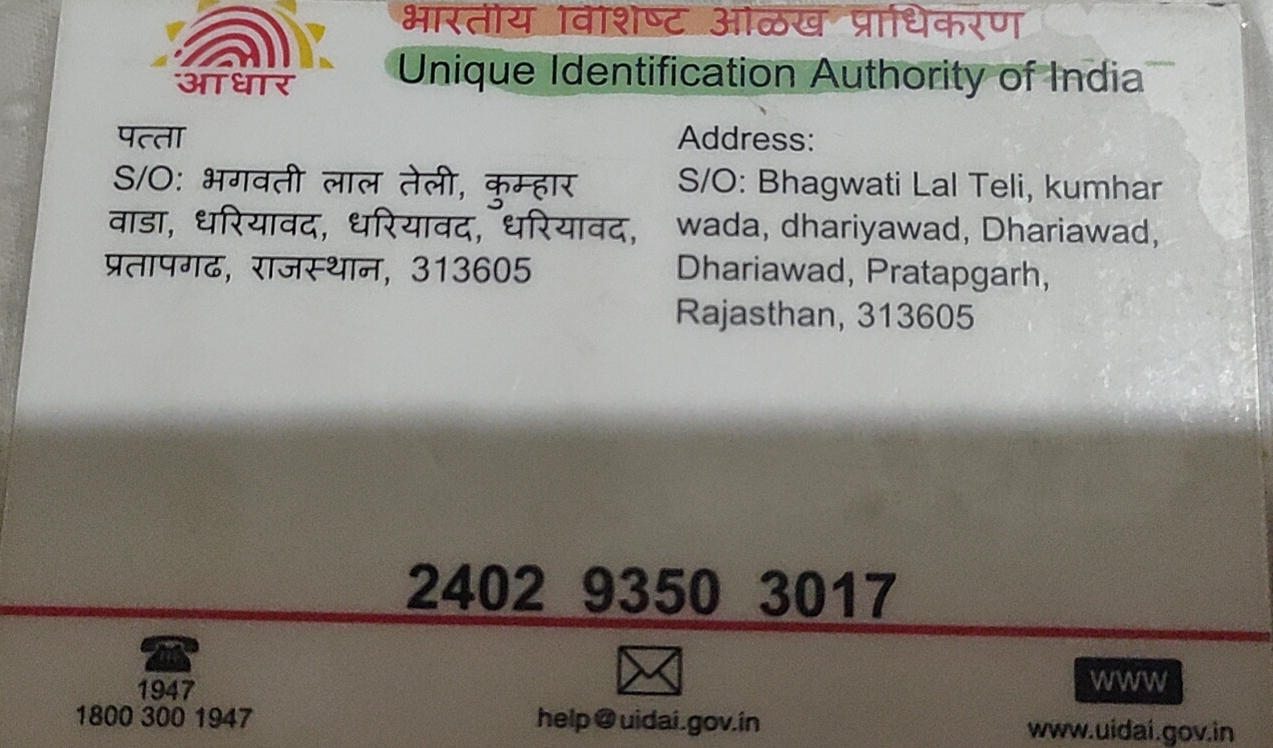 भारतीय विशिष्ट ओळख प्राधिकरण
Unique Identification Authority of India
आधार
पत्ता
S/O: भगवती लाल तेली, कुम्हार
वाडा, धरियावद, धरियावद, धरियावद,
प्रतापगढ, राजस्थान, 313605
Address:
S/O: Bhagwati Lal Teli, kumhar
wada, dhariyawad, Dhariawad,
Dhariawad, Pratapgarh,
Rajasthan, 313605
2402 9350 3017
1947
1800 300 1947
help@uidai.gov.in
www
www.uidai.gov.in